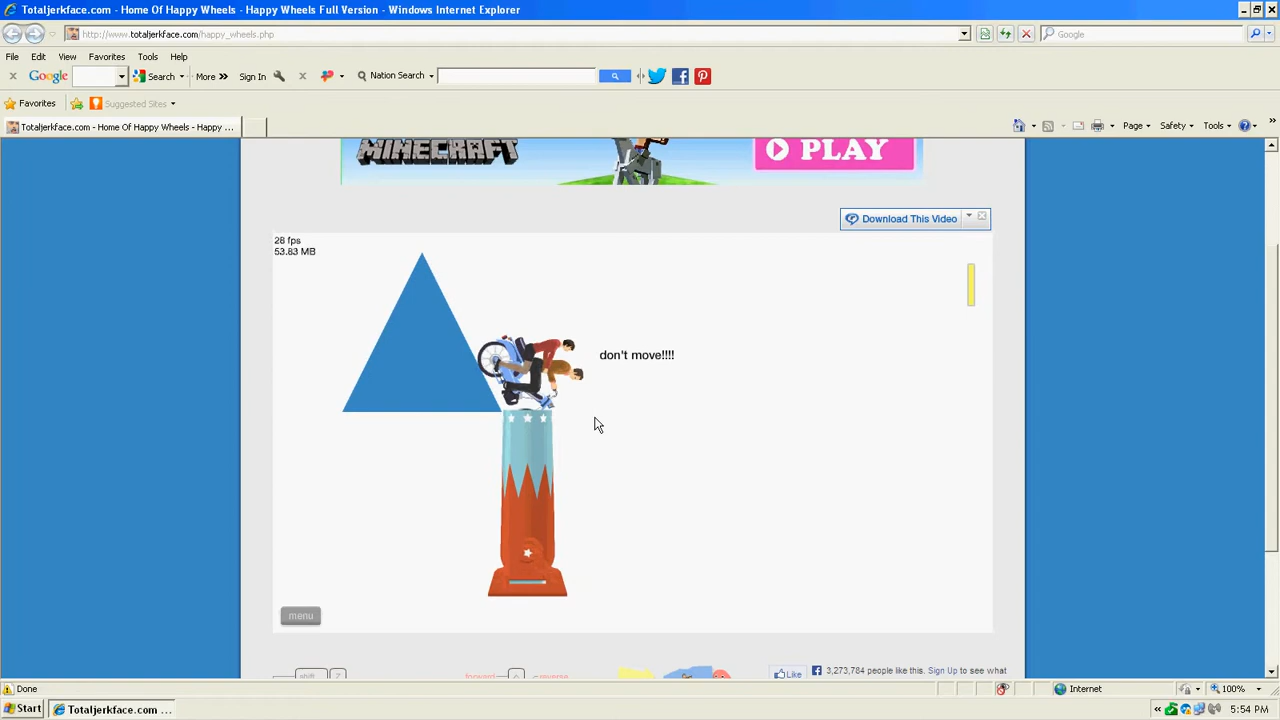 Totaljerkface.com - Home Of Happy Wheels - Happy Wheels Full Version - Windows Internet Explorer
http://www.totaljerkface.com/happy_wheels.php
Google
File Edit View Favorites Tools Help
x Google Search More » Sign In x Nation Search
Favorites Suggested Sites
Totaljerkface.com - Home Of Happy Wheels - Happy ...
Page Safety Tools »
MINECRAFT PLAY
Download This Video
28 fps
53.83 MB
don't move!!!!
menu
shift Z forward reverse Like 3,273,784 people like this. Sign Up to see what
Done Internet 100%
Start Totaljerkface.com ... « 5:54 PM